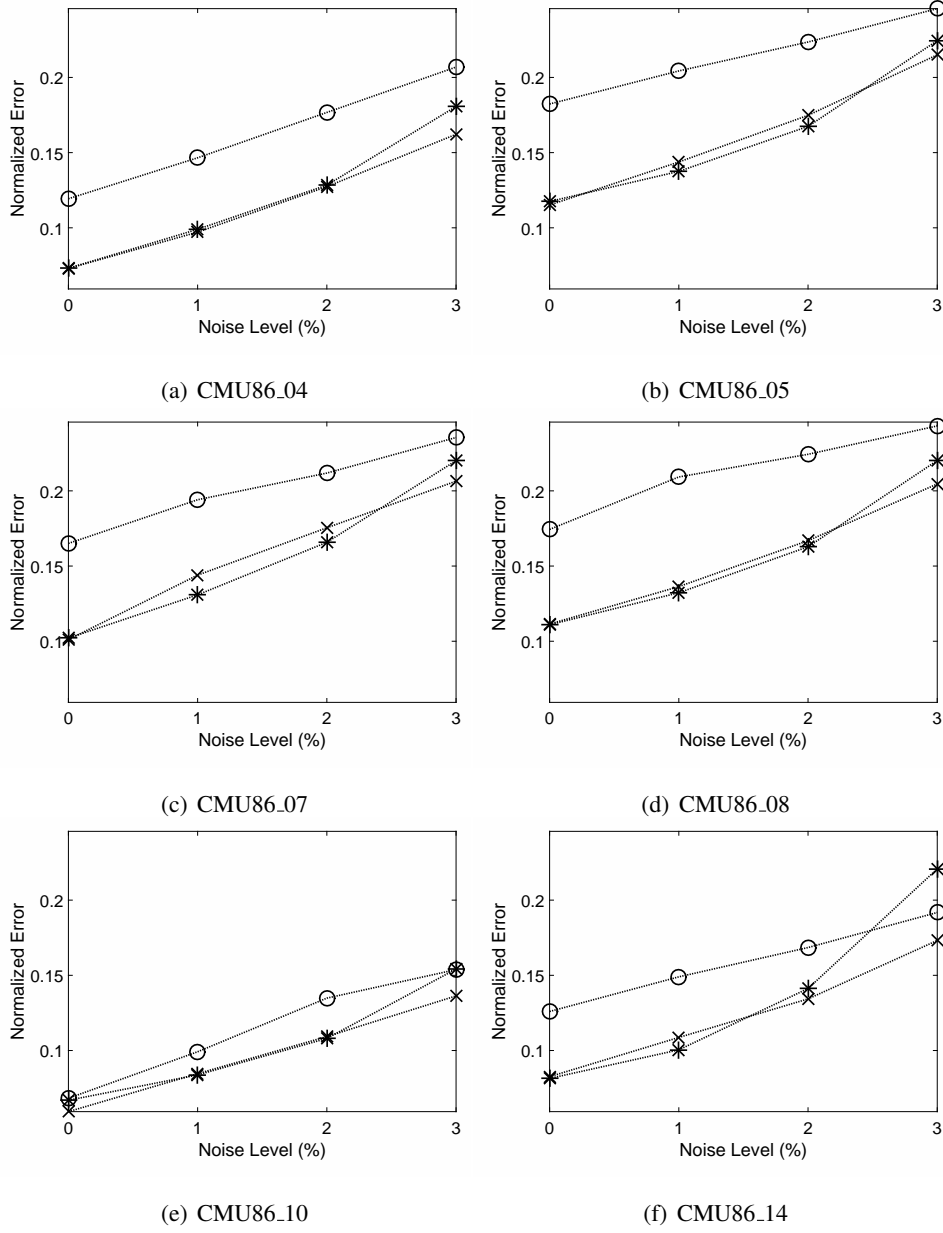 0.2
0.15
0.1
Normalized Error
0 1 2 3
Noise Level (%)
(a) CMU86_04
0.2
0.15
0.1
Normalized Error
0 1 2 3
Noise Level (%)
(b) CMU86_05
0.2
0.15
0.1
Normalized Error
0 1 2 3
Noise Level (%)
(c) CMU86_07
0.2
0.15
0.1
Normalized Error
0 1 2 3
Noise Level (%)
(d) CMU86_08
0.2
0.15
0.1
Normalized Error
0 1 2 3
Noise Level (%)
(e) CMU86_10
0.2
0.15
0.1
Normalized Error
0 1 2 3
Noise Level (%)
(f) CMU86_14